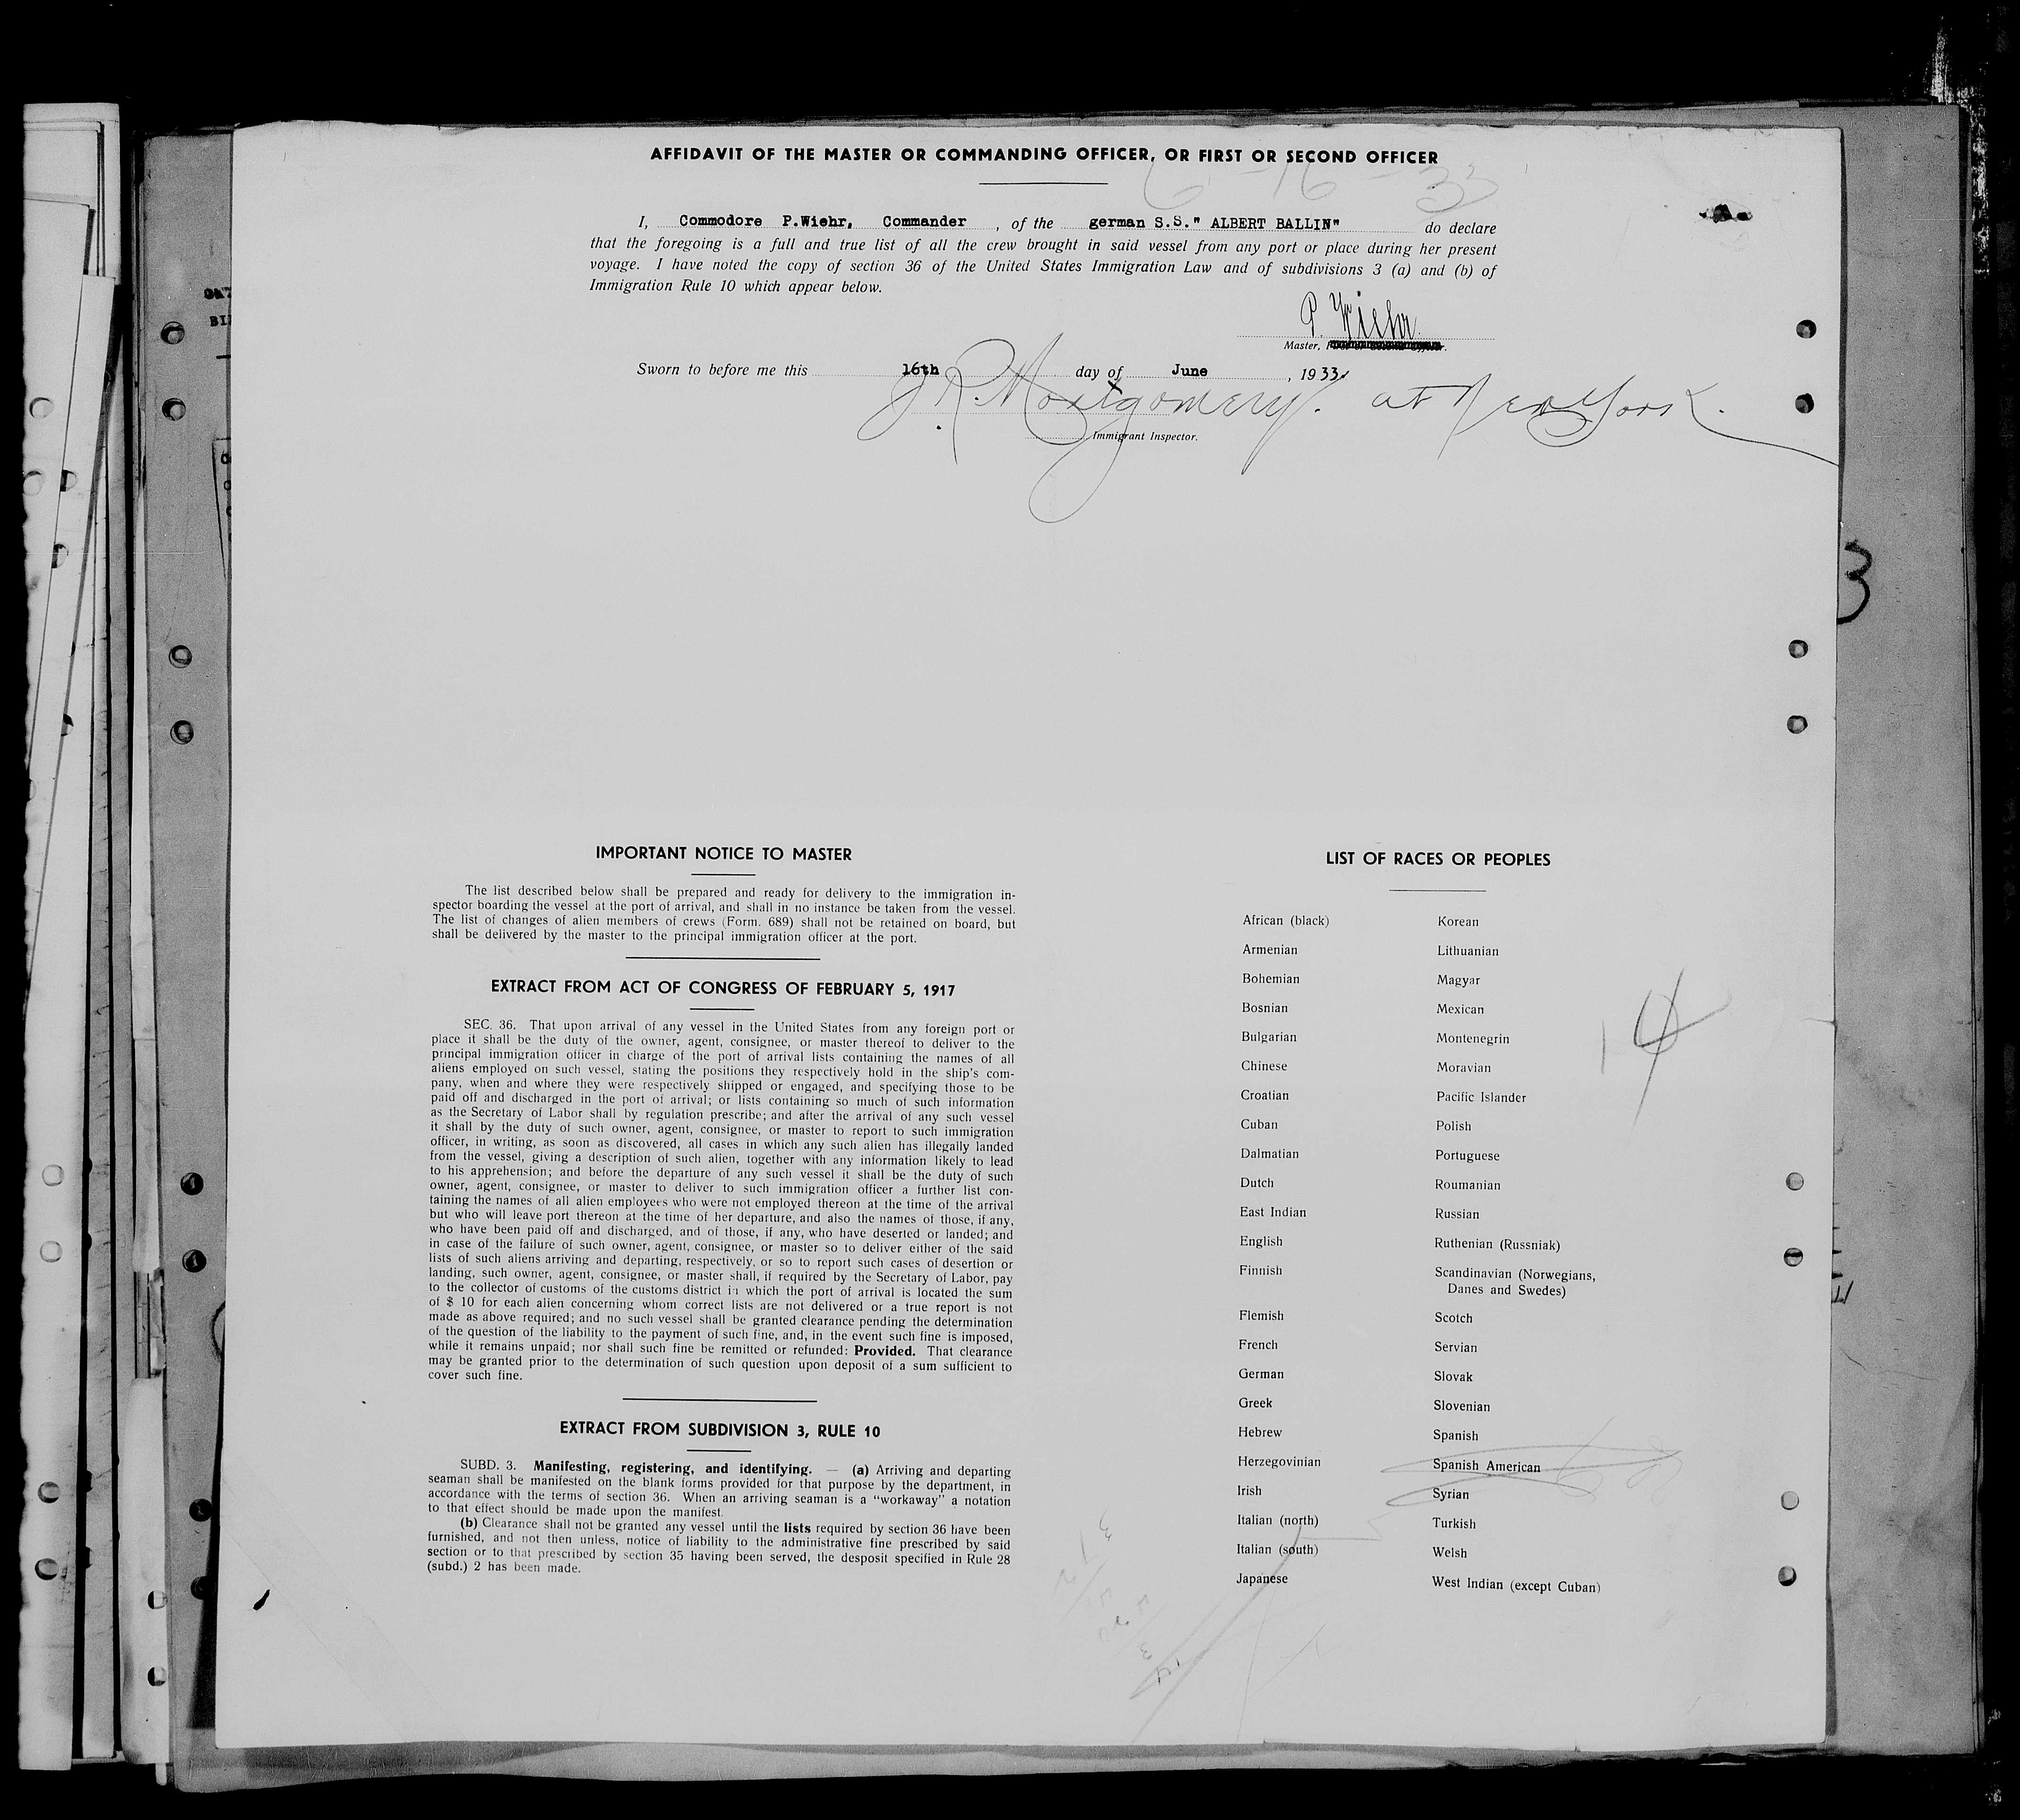 AFFIDAVIT OF THE MASTER OR COMMANDING OFFICER, OR FIRST OR SECOND OFFICER
6-16-33
I, Commodore P.Wiehr, Commander , of the german S.S." ALBERT BALLIN" do declare
that the foregoing is a full and true list of all the crew brought in said vessel from any port or place during her present
voyage. I have noted the copy of section 36 of the United States Immigration Law and of subdivisions 3 (a) and (b) of
Immigration Rule 10 which appear below.
P. Wiehr.
Master,
Sworn to before me this 16th day of June , 1933.
J. R. Montgomery. at New York.
Immigrant Inspector.
IMPORTANT NOTICE TO MASTER
The list described below shall be prepared and ready for delivery to the immigration in-
spector boarding the vessel at the port of arrival, and shall in no instance be taken from the vessel.
The list of changes of alien members of crews (Form. 689) shall not be retained on board, but
shall be delivered by the master to the principal immigration officer at the port.
EXTRACT FROM ACT OF CONGRESS OF FEBRUARY 5, 1917
SEC. 36. That upon arrival of any vessel in the United States from any foreign port or
place it shall be the duty of the owner, agent, consignee, or master thereof to deliver to the
principal immigration officer in charge of the port of arrival lists containing the names of all
aliens employed on such vessel, stating the positions they respectively hold in the ship's com-
pany, when and where they were respectively shipped or engaged, and specifying those to be
paid off and discharged in the port of arrival; or lists containing so much of such information
as the Secretary of Labor shall by regulation prescribe; and after the arrival of any such vessel
it shall by the duty of such owner, agent, consignee, or master to report to such immigration
officer, in writing, as soon as discovered, all cases in which any such alien has illegally landed
from the vessel, giving a description of such alien, together with any information likely to lead
to his apprehension; and before the departure of any such vessel it shall be the duty of such
owner, agent, consignee, or master to deliver to such immigration officer a further list con-
taining the names of all alien employees who were not employed thereon at the time of the arrival
but who will leave port thereon at the time of her departure, and also the names of those, if any,
who have been paid off and discharged, and of those, if any, who have deserted or landed; and
in case of the failure of such owner, agent, consignee, or master so to deliver either of the said
lists of such aliens arriving and departing, respectively, or so to report such cases of desertion or
landing, such owner, agent, consignee, or master shall, if required by the Secretary of Labor, pay
to the collector of customs of the customs district in which the port of arrival is located the sum
of $ 10 for each alien concerning whom correct lists are not delivered or a true report is not
made as above required; and no such vessel shall be granted clearance pending the determination
of the question of the liability to the payment of such fine, and, in the event such fine is imposed,
while it remains unpaid; nor shall such fine be remitted or refunded: Provided. That clearance
may be granted prior to the determination of such question upon deposit of a sum sufficient to
cover such fine.
EXTRACT FROM SUBDIVISION 3, RULE 10
SUBD. 3. Manifesting, registering, and identifying. — (a) Arriving and departing
seaman shall be manifested on the blank forms provided for that purpose by the department, in
accordance with the terms of section 36. When an arriving seaman is a "workaway" a notation
to that effect should be made upon the manifest.
(b) Clearance shall not be granted any vessel until the lists required by section 36 have been
furnished, and not then unless, notice of liability to the administrative fine prescribed by said
section or to that prescribed by section 35 having been served, the desposit specified in Rule 28
(subd.) 2 has been made.
LIST OF RACES OR PEOPLES
African (black)
Armenian
Bohemian
Bosnian
Bulgarian
Chinese
Croatian
Cuban
Dalmatian
Dutch
East Indian
English
Finnish
Flemish
French
German
Greek
Hebrew
Herzegovinian
Irish
Italian (north)
Italian (south)
Japanese
Korean
Lithuanian
Magyar
Mexican
Montenegrin
Moravian
Pacific Islander
Polish
Portuguese
Roumanian
Russian
Ruthenian (Russniak)
Scandinavian (Norwegians,
Danes and Swedes)
Scotch
Servian
Slovak
Slovenian
Spanish
Spanish American
Syrian
Turkish
Welsh
West Indian (except Cuban)
14
3